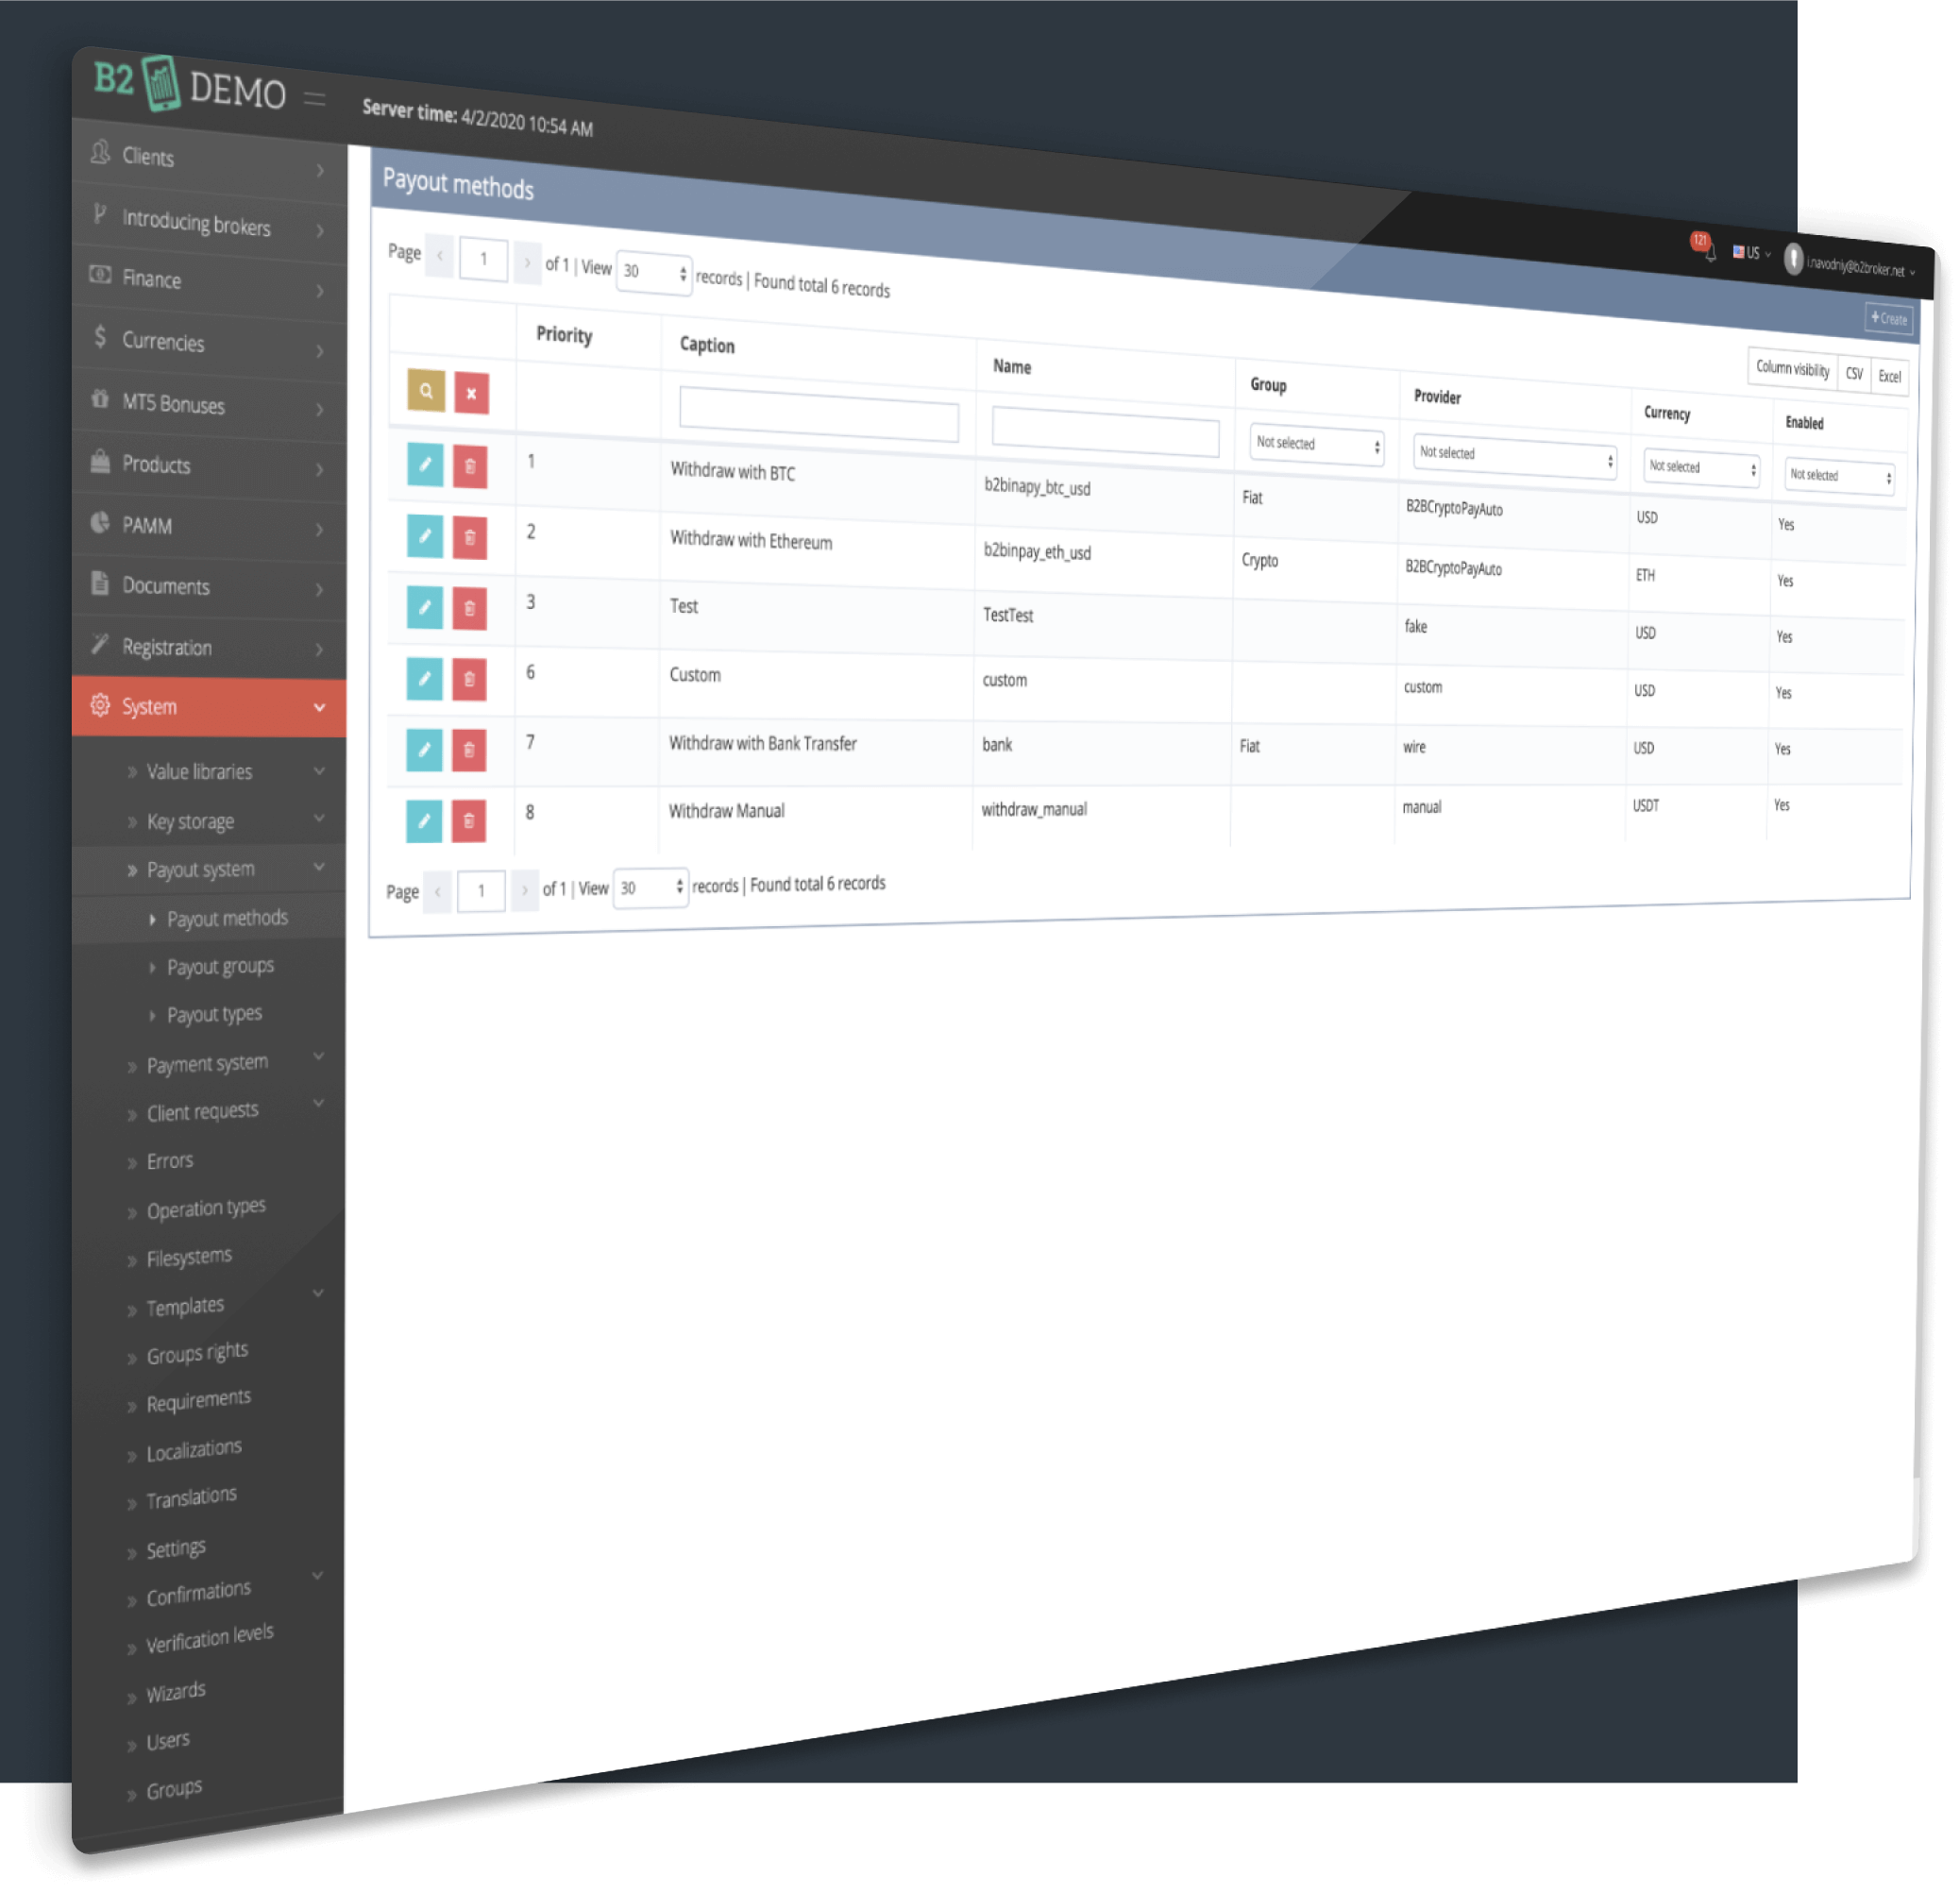 B2 DEMO
Server time: 4/2/2020 10:54 AM
121
US
i.navodniy@b2broker.net
Clients
Introducing brokers
Finance
Currencies
MT5 Bonuses
Products
PAMM
Documents
Registration
System
Value libraries
Key storage
Payout system
Payout methods
Payout groups
Payout types
Payment system
Client requests
Errors
Operation types
Filesystems
Templates
Groups rights
Requirements
Localizations
Translations
Settings
Confirmations
Verification levels
Wizards
Users
Groups
Payout methods
+ Create
Page < 1 > of 1 | View 30 records | Found total 6 records
Column visibility CSV Excel
Priority Caption Name Group Provider Currency Enabled
Not selected Not selected Not selected Not selected
1 Withdraw with BTC b2binapy_btc_usd Fiat B2BCryptoPayAuto USD Yes
2 Withdraw with Ethereum b2binpay_eth_usd Crypto B2BCryptoPayAuto ETH Yes
3 Test TestTest fake USD Yes
6 Custom custom custom USD Yes
7 Withdraw with Bank Transfer bank Fiat wire USD Yes
8 Withdraw Manual withdraw_manual manual USDT Yes
Page < 1 > of 1 | View 30 records | Found total 6 records